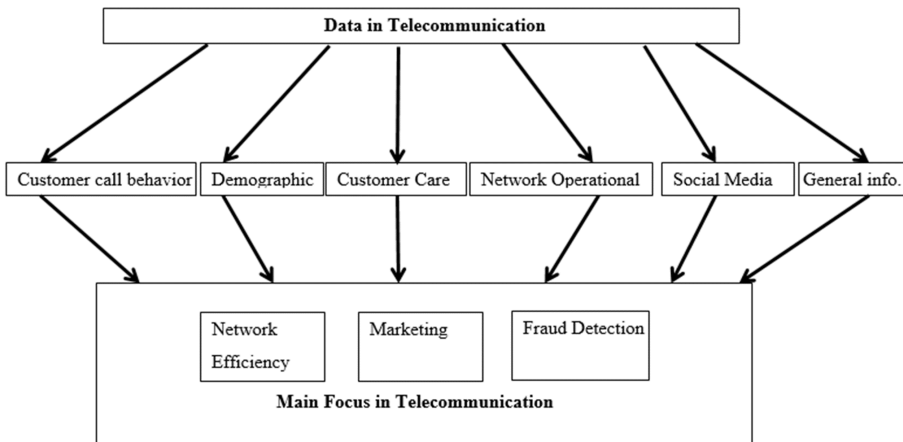 Data in Telecommunication
Customer call behavior
Demographic
Customer Care
Network Operational
Social Media
General info.
Network
Efficiency
Marketing
Fraud Detection
Main Focus in Telecommunication